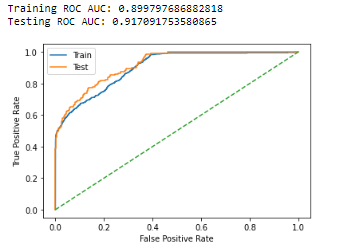 Training ROC AUC: 0.899797686882818
Testing ROC AUC: 0.917091753580865
1.0
0.8
0.6
0.4
0.2
0.0
True Positive Rate
Train
Test
0.0 0.2 0.4 0.6 0.8 1.0
False Positive Rate